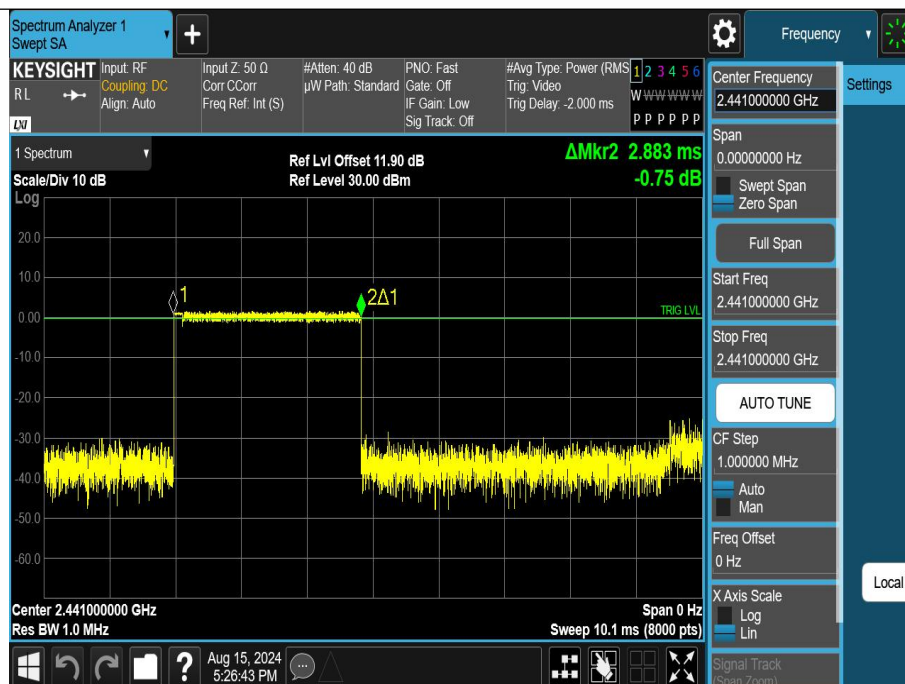 Spectrum Analyzer 1
Swept SA
Frequency
KEYSIGHT
RL
LXI
Input: RF
Coupling: DC
Align: Auto
Input Z: 50 Ω
Corr CCorr
Freq Ref: Int (S)
#Atten: 40 dB
µW Path: Standard
PNO: Fast
Gate: Off
IF Gain: Low
Sig Track: Off
#Avg Type: Power (RMS
Trig: Video
Trig Delay: -2.000 ms
1 2 3 4 5 6
W W W W W W
P P P P P P
1 Spectrum
Scale/Div 10 dB
Ref Lvl Offset 11.90 dB
Ref Level 30.00 dBm
ΔMkr2 2.883 ms
-0.75 dB
Log
20.0
10.0
0.00
-10.0
-20.0
-30.0
-40.0
-50.0
-60.0
1
2Δ1
TRIG LVL
Center 2.441000000 GHz
Res BW 1.0 MHz
Span 0 Hz
Sweep 10.1 ms (8000 pts)
?
Aug 15, 2024
5:26:43 PM
Center Frequency
2.441000000 GHz
Span
0.00000000 Hz
Swept Span
Zero Span
Full Span
Start Freq
2.441000000 GHz
Stop Freq
2.441000000 GHz
AUTO TUNE
CF Step
1.000000 MHz
Auto
Man
Freq Offset
0 Hz
X Axis Scale
Log
Lin
Signal Track
(Span Zoom)
Settings
Local